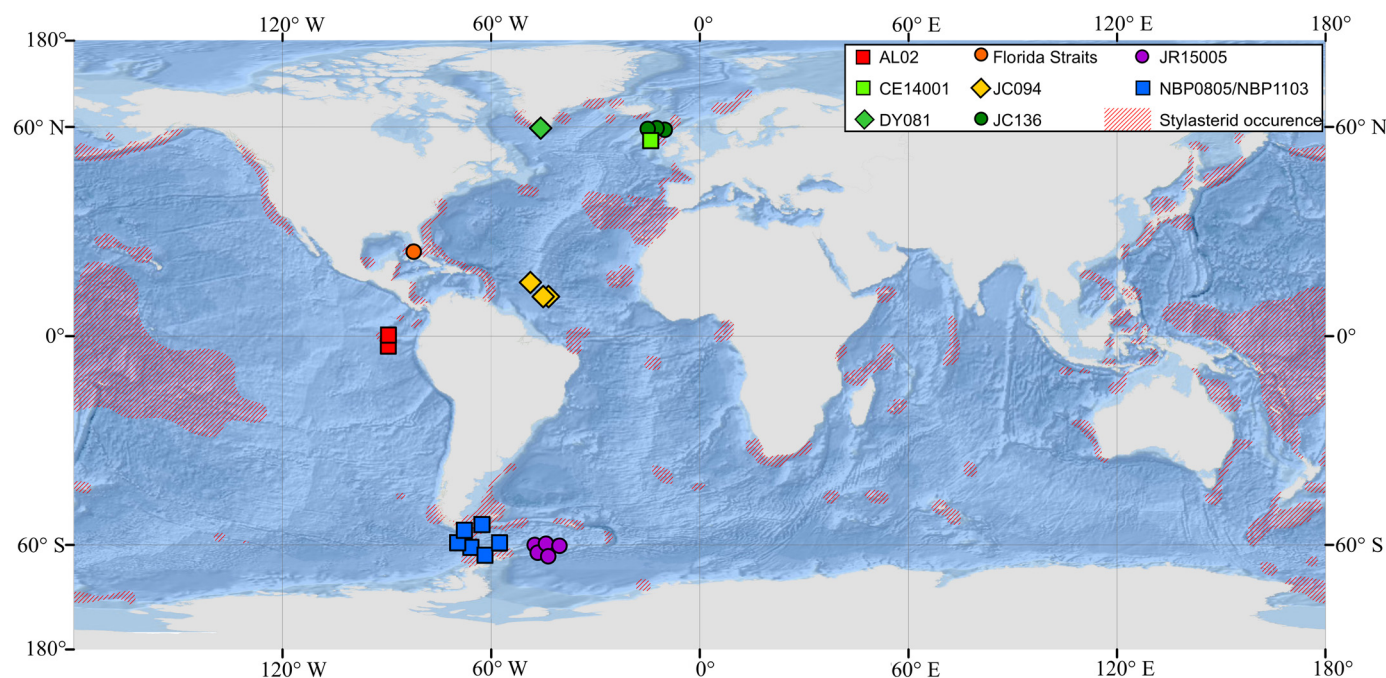 120° W 60° W 0° 60° E 120° E 180°
180°
AL02 Florida Straits JR15005
CE14001 JC094 NBP0805/NBP1103
DY081 JC136 Stylasterid occurence
60° N 60° N
0° 0°
60° S 60° S
180° 180°
120° W 60° W 0° 60° E 120° E 180°